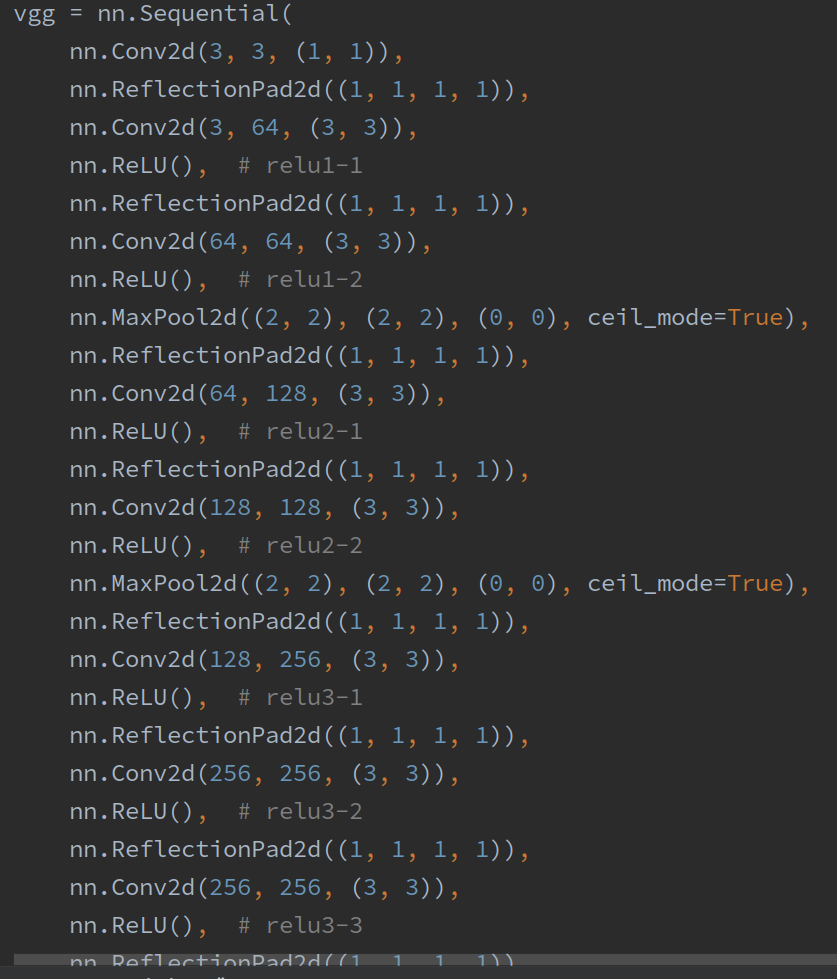 vgg = nn.Sequential(
    nn.Conv2d(3, 3, (1, 1)),
    nn.ReflectionPad2d((1, 1, 1, 1)),
    nn.Conv2d(3, 64, (3, 3)),
    nn.ReLU(),  # relu1-1
    nn.ReflectionPad2d((1, 1, 1, 1)),
    nn.Conv2d(64, 64, (3, 3)),
    nn.ReLU(),  # relu1-2
    nn.MaxPool2d((2, 2), (2, 2), (0, 0), ceil_mode=True),
    nn.ReflectionPad2d((1, 1, 1, 1)),
    nn.Conv2d(64, 128, (3, 3)),
    nn.ReLU(),  # relu2-1
    nn.ReflectionPad2d((1, 1, 1, 1)),
    nn.Conv2d(128, 128, (3, 3)),
    nn.ReLU(),  # relu2-2
    nn.MaxPool2d((2, 2), (2, 2), (0, 0), ceil_mode=True),
    nn.ReflectionPad2d((1, 1, 1, 1)),
    nn.Conv2d(128, 256, (3, 3)),
    nn.ReLU(),  # relu3-1
    nn.ReflectionPad2d((1, 1, 1, 1)),
    nn.Conv2d(256, 256, (3, 3)),
    nn.ReLU(),  # relu3-2
    nn.ReflectionPad2d((1, 1, 1, 1)),
    nn.Conv2d(256, 256, (3, 3)),
    nn.ReLU(),  # relu3-3
    nn.ReflectionPad2d((1, 1, 1, 1))